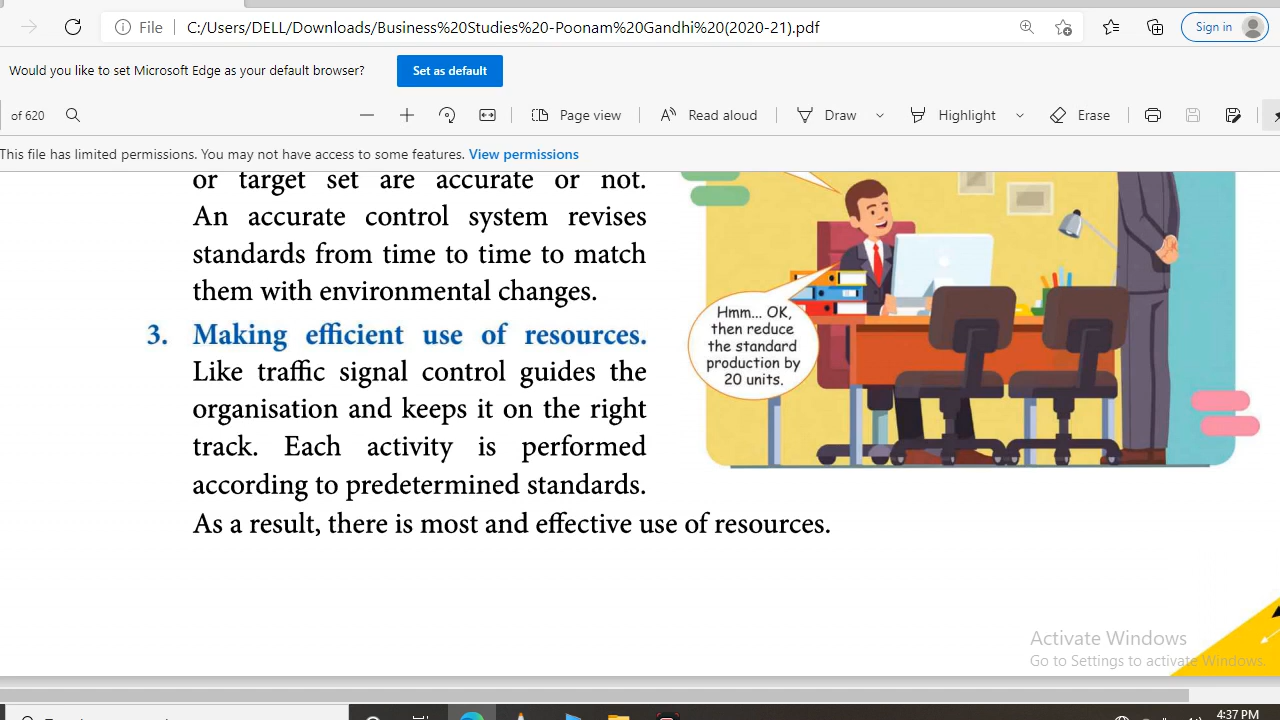 File
C:/Users/DELL/Downloads/Business%20Studies%20-Poonam%20Gandhi%20(2020-21).pdf
Sign in
Would you like to set Microsoft Edge as your default browser?
Set as default
of 620
Page view
Read aloud
Draw
Highlight
Erase
This file has limited permissions. You may not have access to some features. View permissions
or target set are accurate or not.
An accurate control system revises
standards from time to time to match
them with environmental changes.
3. Making efficient use of resources.
Like traffic signal control guides the
organisation and keeps it on the right
track. Each activity is performed
according to predetermined standards.
As a result, there is most and effective use of resources.
Hmm... OK,
then reduce
the standard
production by
20 units.
Activate Windows
Go to Settings to activate Windows.
4:37 PM